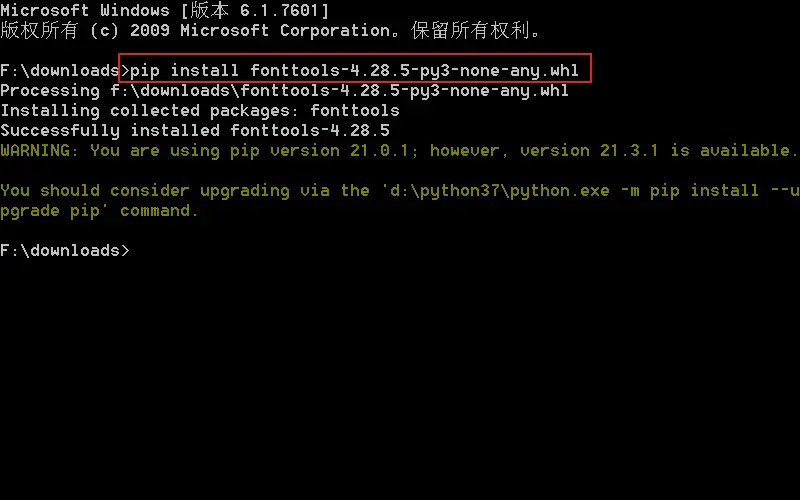 Microsoft Windows [版本 6.1.7601]
版权所有 (c) 2009 Microsoft Corporation。保留所有权利。
F:\downloads>pip install fonttools-4.28.5-py3-none-any.whl
Processing f:\downloads\fonttools-4.28.5-py3-none-any.whl
Installing collected packages: fonttools
Successfully installed fonttools-4.28.5
WARNING: You are using pip version 21.0.1; however, version 21.3.1 is available.
You should consider upgrading via the 'd:\python37\python.exe -m pip install --u
pgrade pip' command.
F:\downloads>